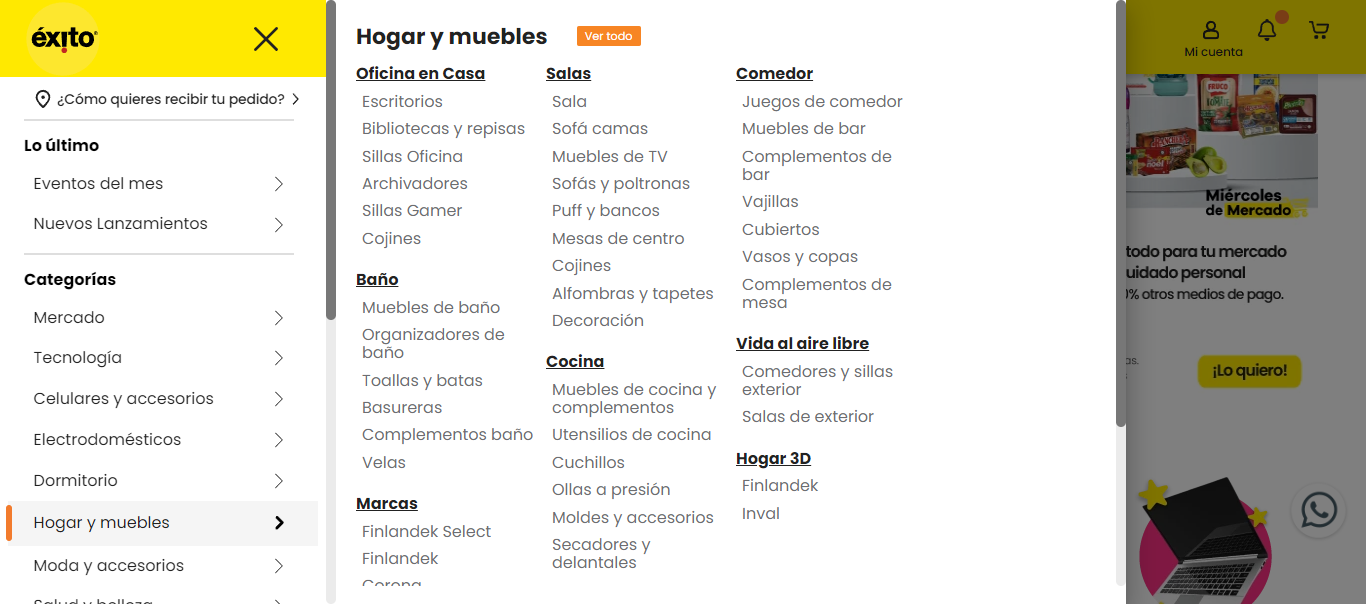 éxito
¿Cómo quieres recibir tu pedido?
Lo último
Eventos del mes
Nuevos Lanzamientos
Categorías
Mercado
Tecnología
Celulares y accesorios
Electrodomésticos
Dormitorio
Hogar y muebles
Moda y accesorios
Salud y belleza
Hogar y muebles
Ver todo
Oficina en Casa
Escritorios
Bibliotecas y repisas
Sillas Oficina
Archivadores
Sillas Gamer
Cojines
Baño
Muebles de baño
Organizadores de
baño
Toallas y batas
Basureras
Complementos baño
Velas
Marcas
Finlandek Select
Finlandek
Corona
Salas
Sala
Sofá camas
Muebles de TV
Sofás y poltronas
Puff y bancos
Mesas de centro
Cojines
Alfombras y tapetes
Decoración
Cocina
Muebles de cocina y
complementos
Utensilios de cocina
Cuchillos
Ollas a presión
Moldes y accesorios
Secadores y
delantales
Comedor
Juegos de comedor
Muebles de bar
Complementos de
bar
Vajillas
Cubiertos
Vasos y copas
Complementos de
mesa
Vida al aire libre
Comedores y sillas
exterior
Salas de exterior
Hogar 3D
Finlandek
Inval
Mi cuenta
FRUCO
Miércoles
de Mercado
todo para tu mercado
uidado personal
% otros medios de pago.
as.
¡Lo quiero!